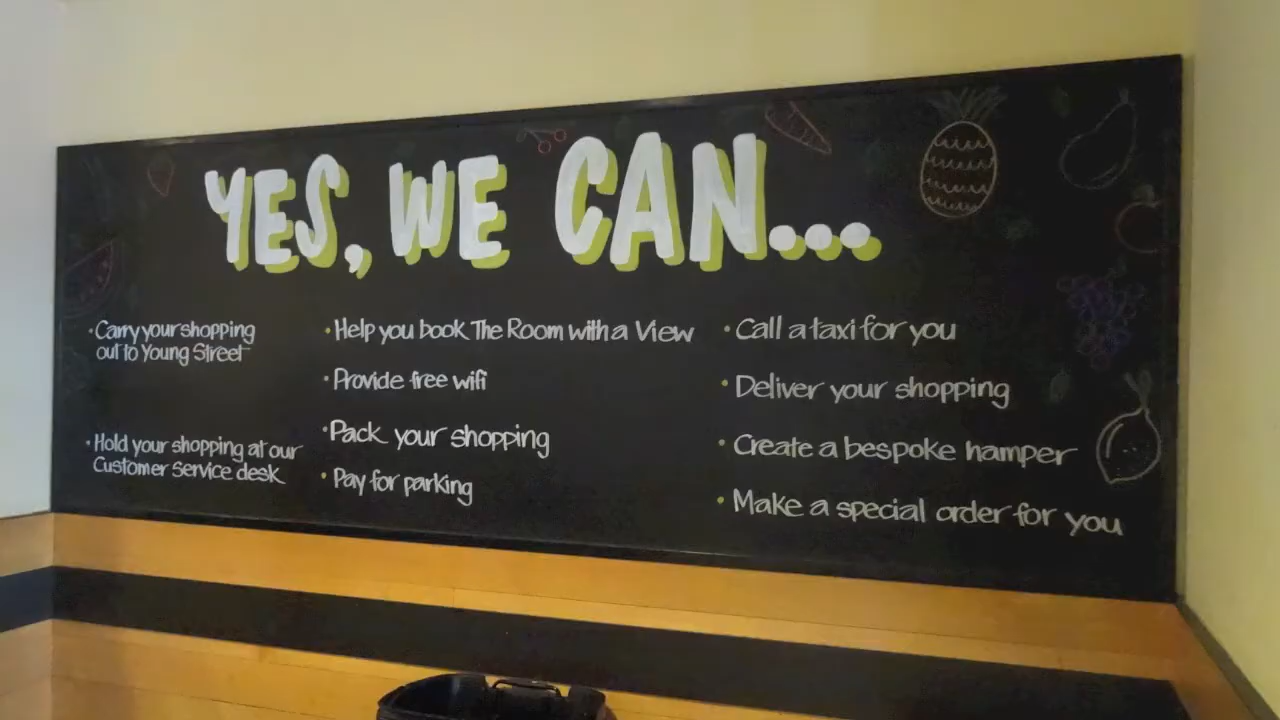 YES, WE CAN...
• Carry your shopping
out to Young Street
• Hold your shopping at our
Customer Service desk
• Help you book The Room with a View
• Provide free wifi
• Pack your shopping
• Pay for parking
• Call a taxi for you
• Deliver your shopping
• Create a bespoke hamper
• Make a special order for you